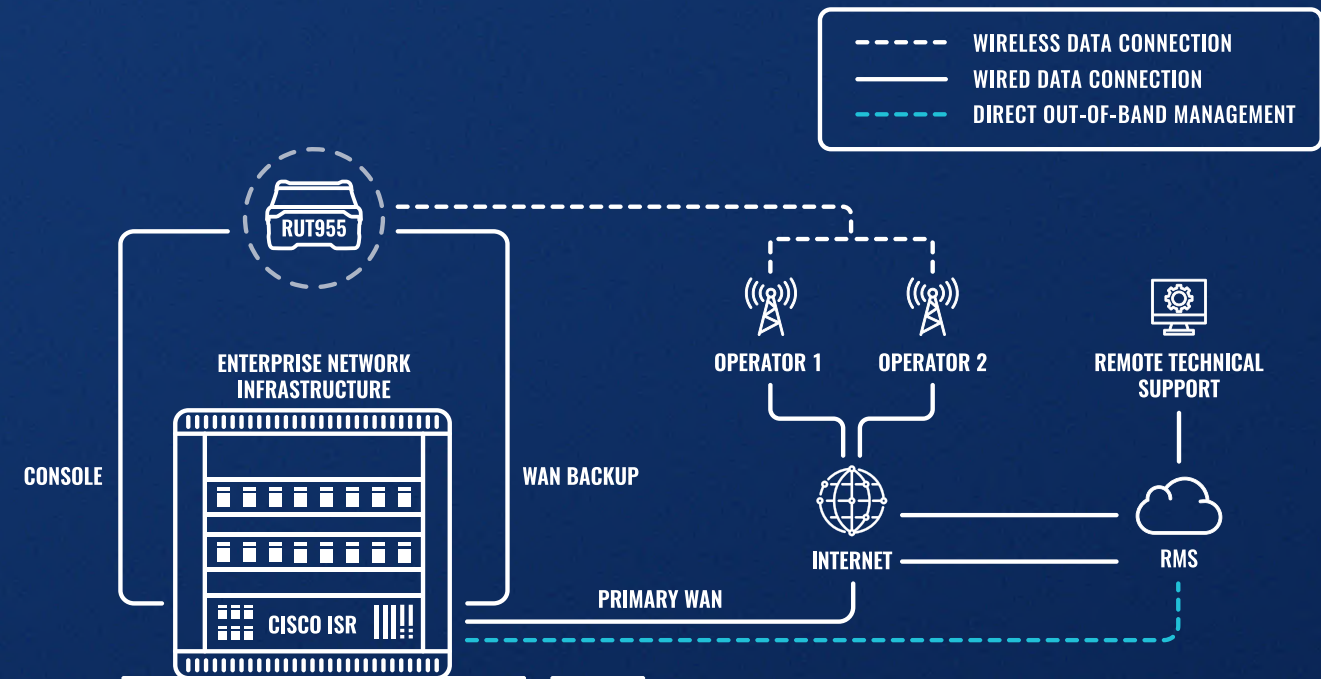 WIRELESS DATA CONNECTION
WIRED DATA CONNECTION
DIRECT OUT-OF-BAND MANAGEMENT
RUT955
ENTERPRISE NETWORK
INFRASTRUCTURE
OPERATOR 1
OPERATOR 2
REMOTE TECHNICAL
SUPPORT
CONSOLE
WAN BACKUP
INTERNET
RMS
PRIMARY WAN
CISCO ISR